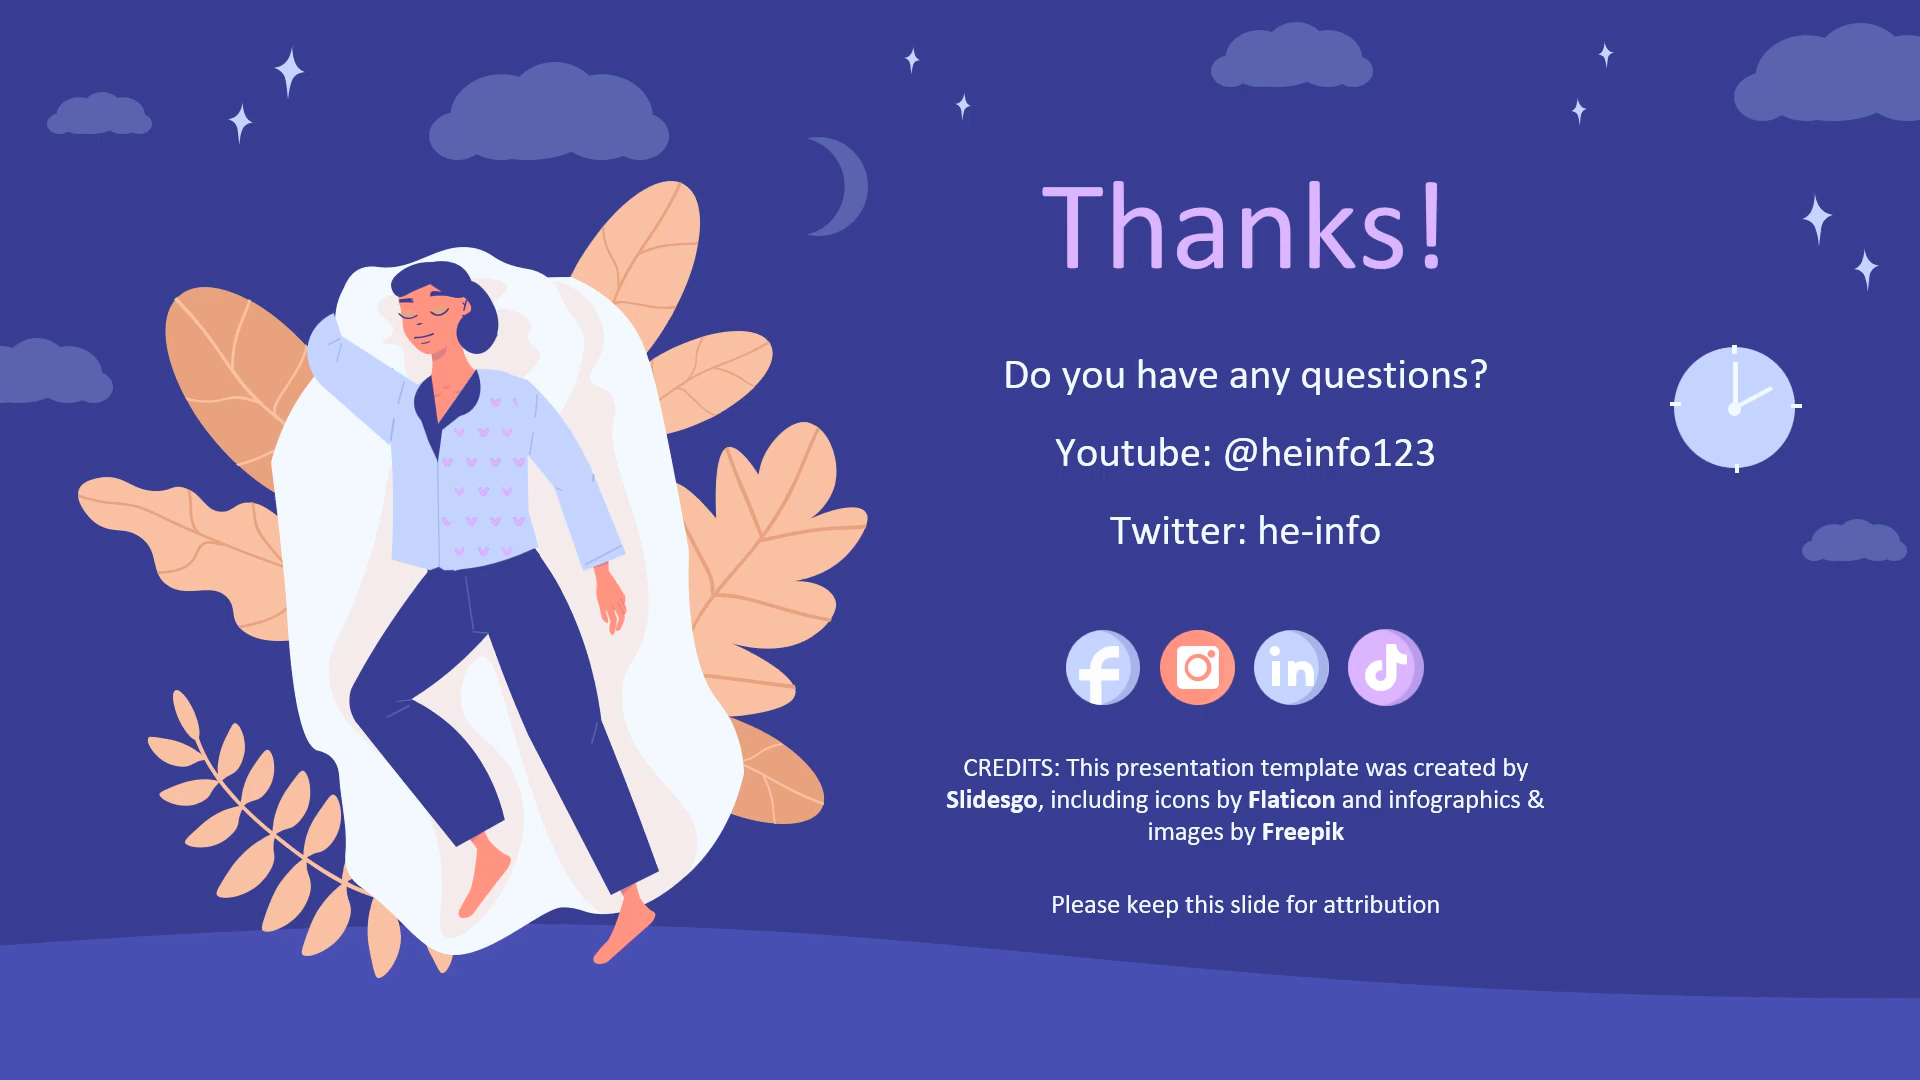 Thanks!
Do you have any questions?
Youtube: @heinfo123
Twitter: he-info
CREDITS: This presentation template was created by
Slidesgo, including icons by Flaticon and infographics &
images by Freepik
Please keep this slide for attribution